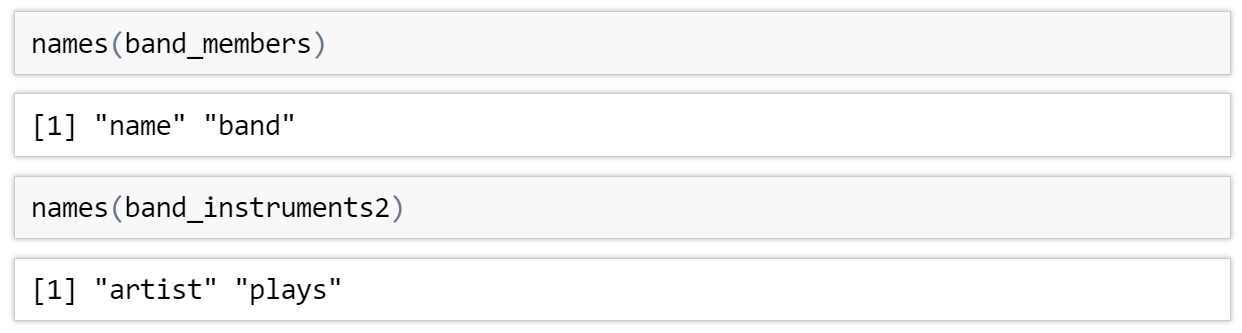 names(band_members)
[1] "name" "band"
names(band_instruments2)
[1] "artist" "plays"